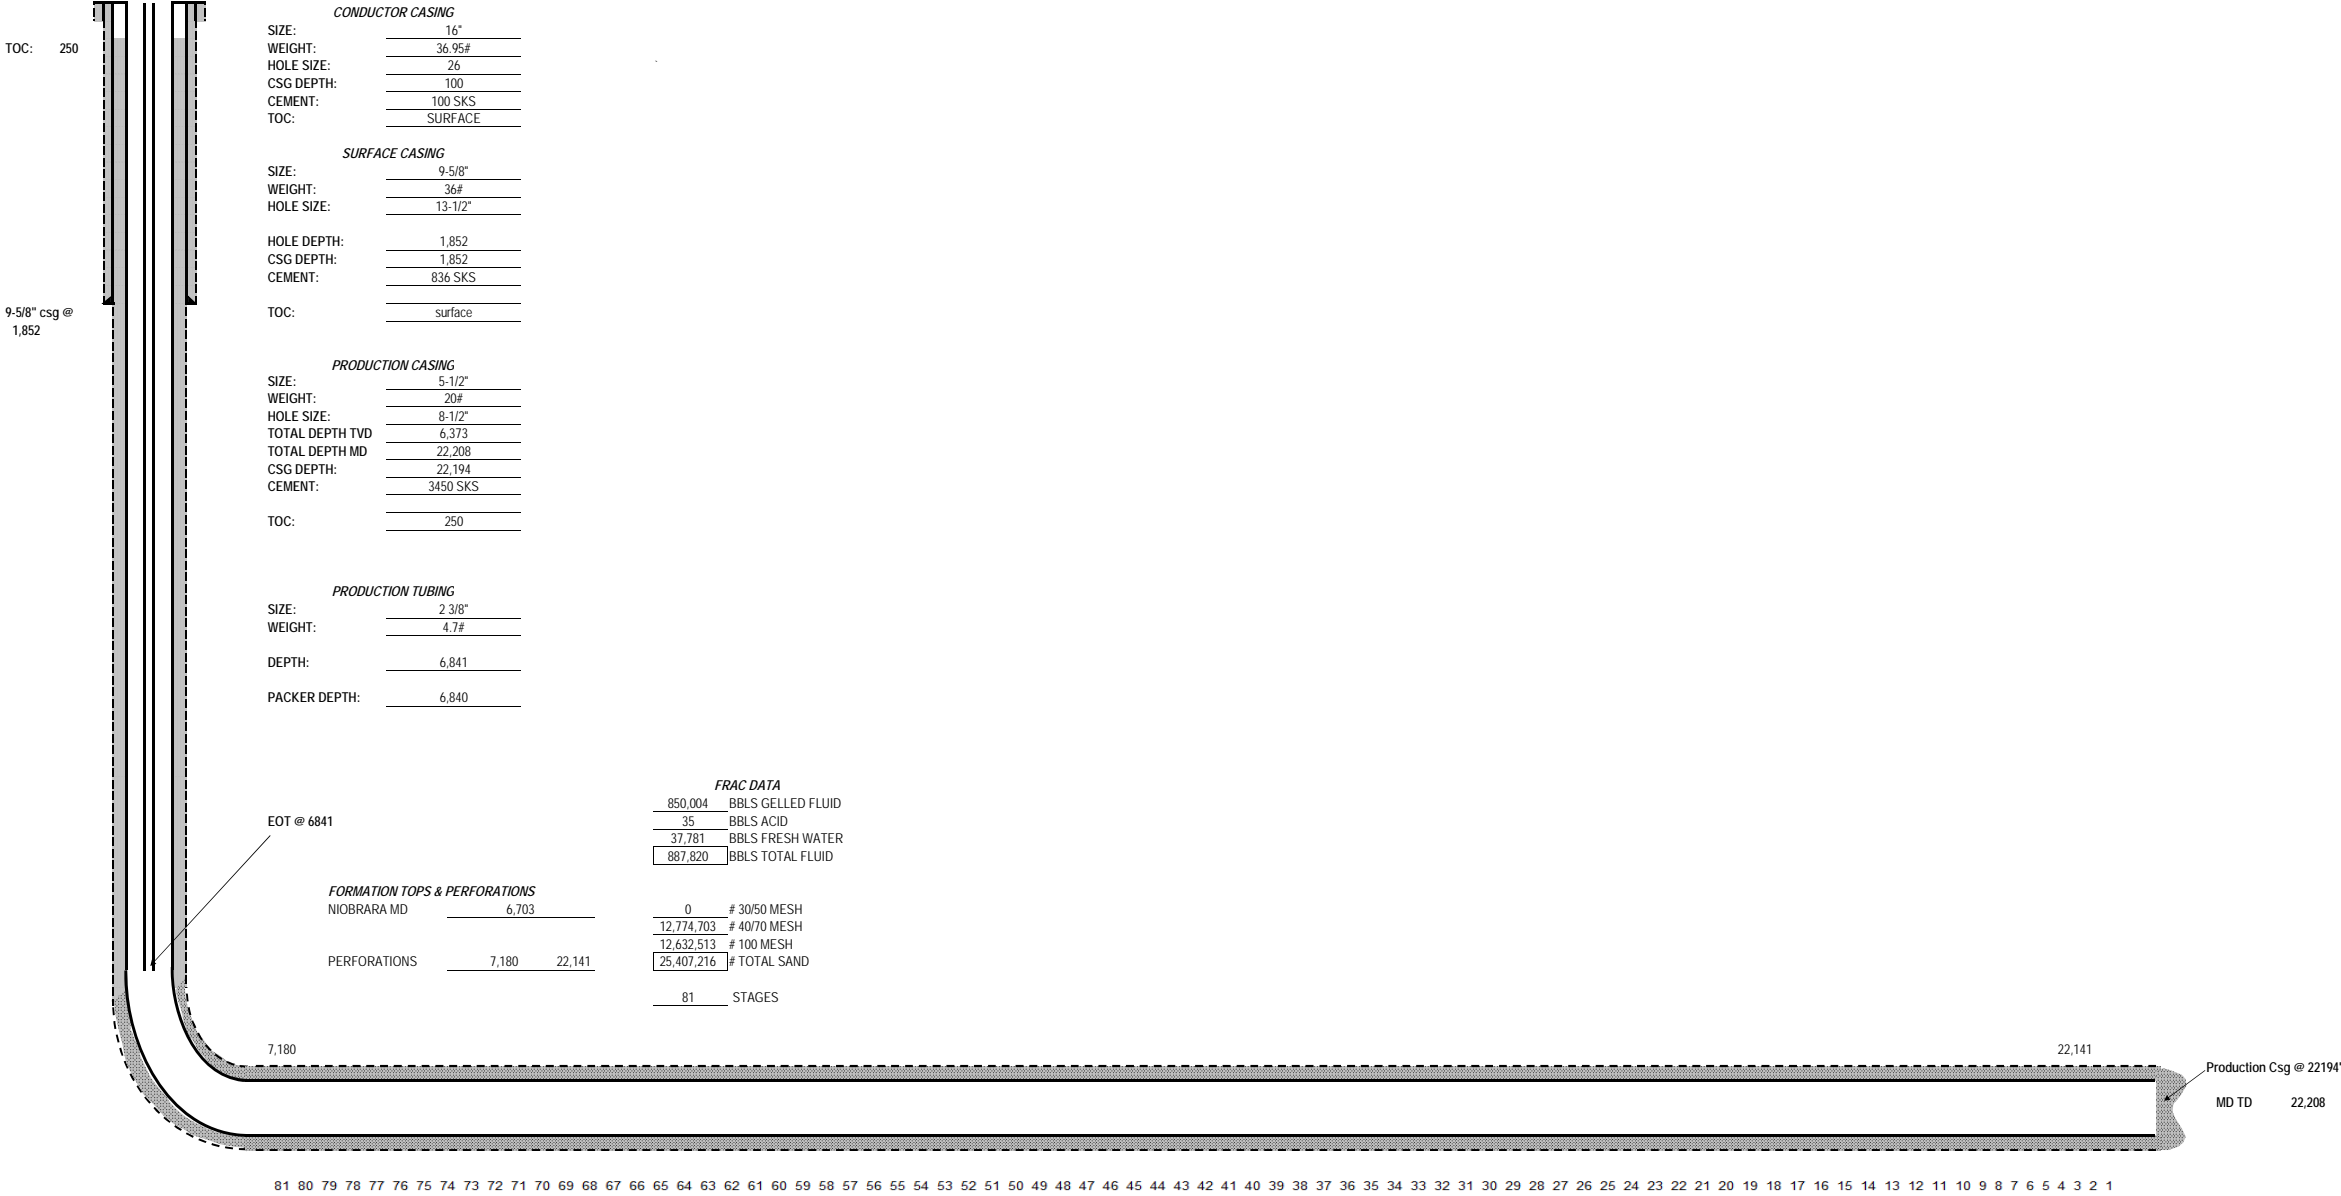 CONDUCTOR CASING
SIZE: 16"
WEIGHT: 36.95#
HOLE SIZE: 26
CSG DEPTH: 100
CEMENT: 100 SKS
TOC: SURFACE
TOC: 250
SURFACE CASING
SIZE: 9-5/8"
WEIGHT: 36#
HOLE SIZE: 13-1/2"
HOLE DEPTH: 1,852
CSG DEPTH: 1,852
CEMENT: 836 SKS
TOC: surface
9-5/8" csg @
1,852
PRODUCTION CASING
SIZE: 5-1/2"
WEIGHT: 20#
HOLE SIZE: 8-1/2"
TOTAL DEPTH TVD 6,373
TOTAL DEPTH MD 22,208
CSG DEPTH: 22,194
CEMENT: 3450 SKS
TOC: 250
PRODUCTION TUBING
SIZE: 2 3/8"
WEIGHT: 4.7#
DEPTH: 6,841
PACKER DEPTH: 6,840
FRAC DATA
850,004 BBLS GELLED FLUID
35 BBLS ACID
37,781 BBLS FRESH WATER
887,820 BBLS TOTAL FLUID
EOT @ 6841
FORMATION TOPS & PERFORATIONS
NIOBRARA MD 6,703
PERFORATIONS 7,180 22,141
0 # 30/50 MESH
12,774,703 # 40/70 MESH
12,632,513 # 100 MESH
25,407,216 # TOTAL SAND
81 STAGES
7,180
22,141
Production Csg @ 22194'
MD TD 22,208
81 80 79 78 77 76 75 74 73 72 71 70 69 68 67 66 65 64 63 62 61 60 59 58 57 56 55 54 53 52 51 50 49 48 47 46 45 44 43 42 41 40 39 38 37 36 35 34 33 32 31 30 29 28 27 26 25 24 23 22 21 20 19 18 17 16 15 14 13 12 11 10 9 8 7 6 5 4 3 2 1